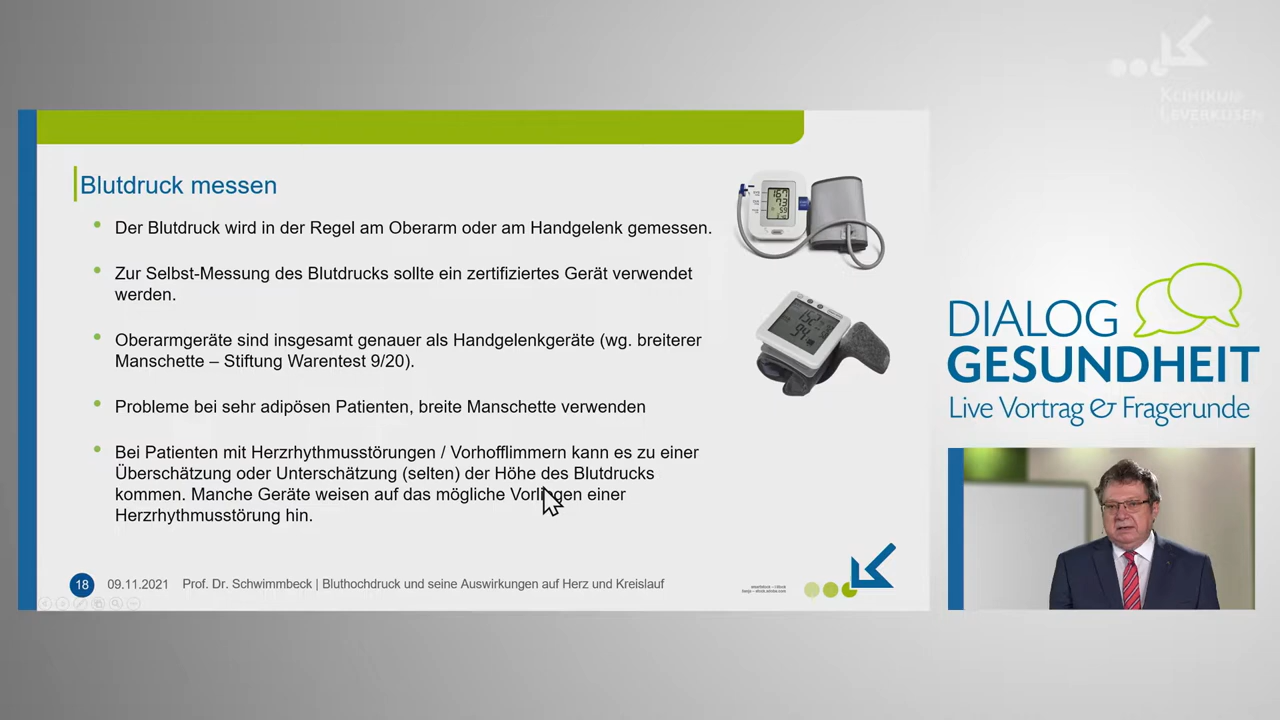 KLINIKUM
LEVERKUSEN
Blutdruck messen
Der Blutdruck wird in der Regel am Oberarm oder am Handgelenk gemessen.
Zur Selbst-Messung des Blutdrucks sollte ein zertifiziertes Gerät verwendet
werden.
Oberarmgeräte sind insgesamt genauer als Handgelenkgeräte (wg. breiterer
Manschette – Stiftung Warentest 9/20).
Probleme bei sehr adipösen Patienten, breite Manschette verwenden
Bei Patienten mit Herzrhythmusstörungen / Vorhofflimmern kann es zu einer
Überschätzung oder Unterschätzung (selten) der Höhe des Blutdrucks
kommen. Manche Geräte weisen auf das mögliche Vorliegen einer
Herzrhythmusstörung hin.
18 09.11.2021 Prof. Dr. Schwimmbeck | Bluthochdruck und seine Auswirkungen auf Herz und Kreislauf
DIALOG
GESUNDHEIT
Live Vortrag & Fragerunde